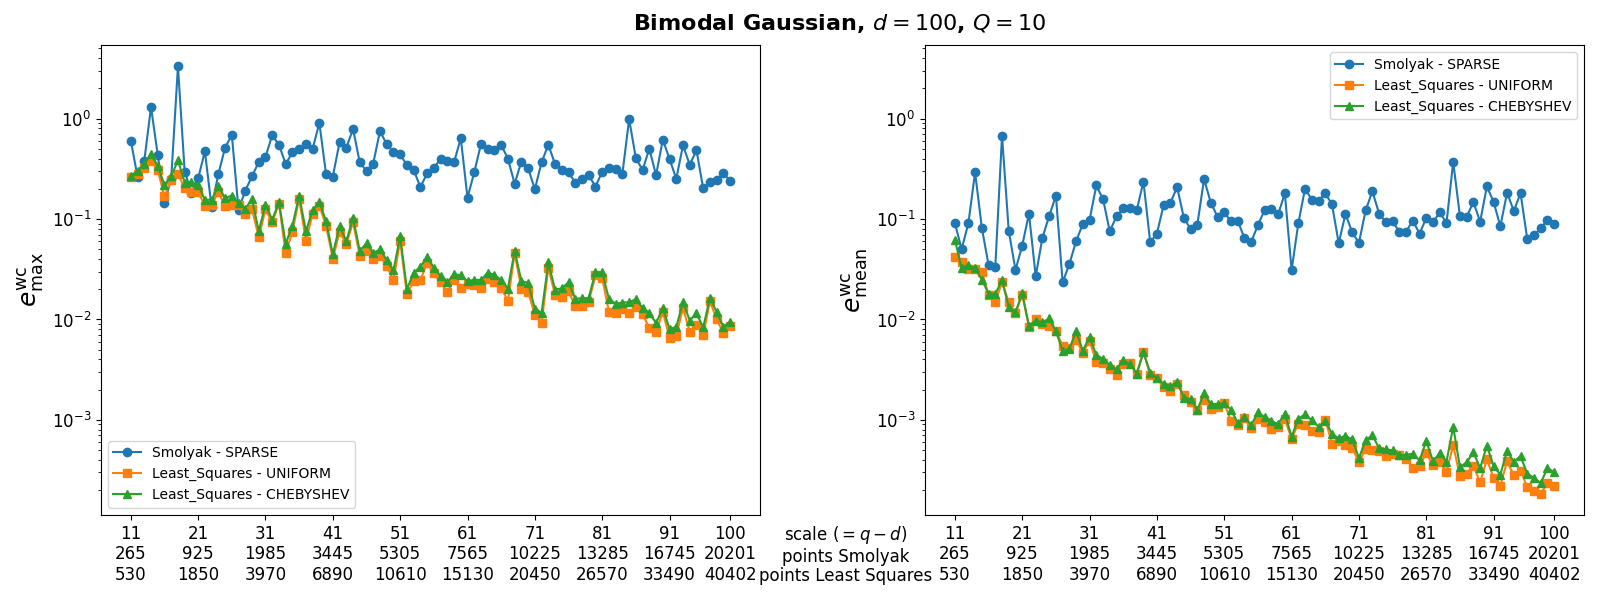 Bimodal Gaussian, d = 100, Q = 10
e^wc_max
10^0
10^−1
10^−2
10^−3
Smolyak - SPARSE
Least_Squares - UNIFORM
Least_Squares - CHEBYSHEV
11 21 31 41 51 61 71 81 91 100
265 925 1985 3445 5305 7565 10225 13285 16745 20201
530 1850 3970 6890 10610 15130 20450 26570 33490 40402
scale (= q − d)
points Smolyak
points Least Squares
e^wc_mean
10^0
10^−1
10^−2
10^−3
Smolyak - SPARSE
Least_Squares - UNIFORM
Least_Squares - CHEBYSHEV
11 21 31 41 51 61 71 81 91 100
265 925 1985 3445 5305 7565 10225 13285 16745 20201
530 1850 3970 6890 10610 15130 20450 26570 33490 40402